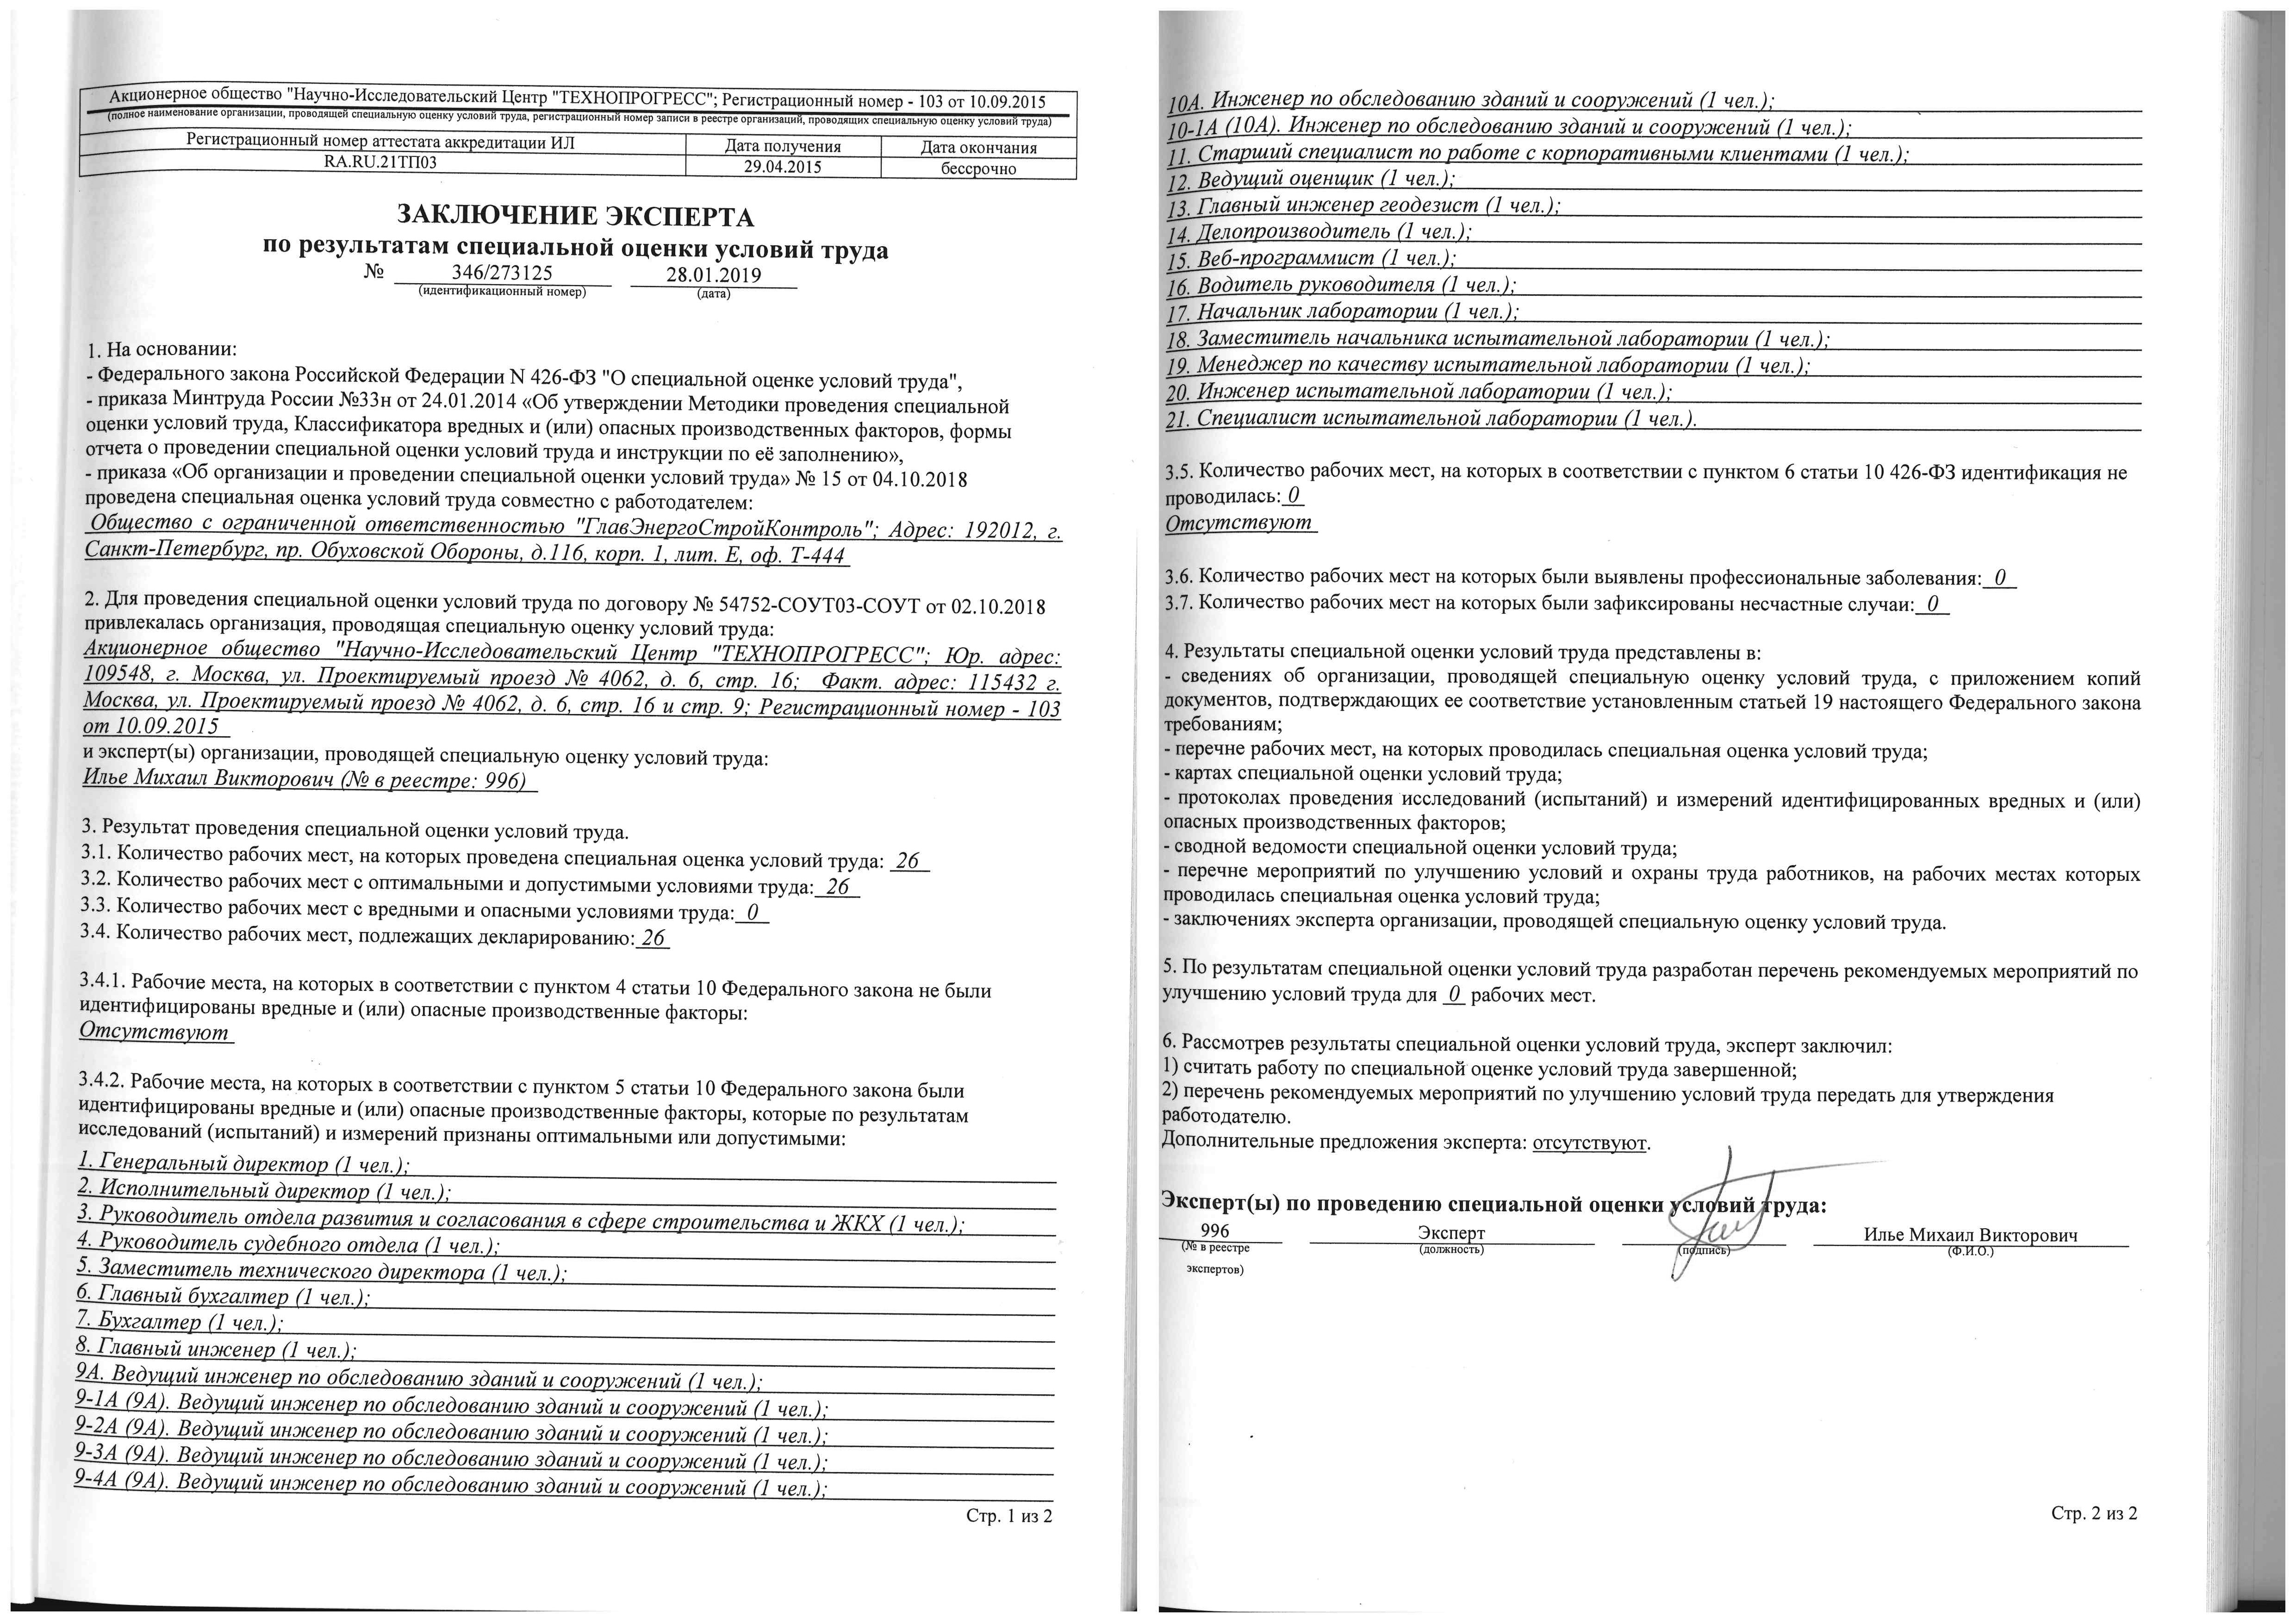 Акционерное общество "Научно-Исследовательский Центр "ТЕХНОПРОГРЕСС"; Регистрационный номер - 103 от 10.09.2015
(полное наименование организации, проводящей специальную оценку условий труда, регистрационный номер записи в реестре организаций, проводящих специальную оценку условий труда)
Регистрационный номер аттестата аккредитации ИЛ Дата получения Дата окончания
RA.RU.21ТП03 29.04.2015 бессрочно
ЗАКЛЮЧЕНИЕ ЭКСПЕРТА
по результатам специальной оценки условий труда
№ 346/273125 28.01.2019
(идентификационный номер) (дата)
1. На основании:
- Федерального закона Российской Федерации N 426-ФЗ "О специальной оценке условий труда",
- приказа Минтруда России №33н от 24.01.2014 «Об утверждении Методики проведения специальной
оценки условий труда, Классификатора вредных и (или) опасных производственных факторов, формы
отчета о проведении специальной оценки условий труда и инструкции по её заполнению»,
- приказа «Об организации и проведении специальной оценки условий труда» № 15 от 04.10.2018
проведена специальная оценка условий труда совместно с работодателем:
Общество с ограниченной ответственностью "ГлавЭнергоСтройКонтроль"; Адрес: 192012, г.
Санкт-Петербург, пр. Обуховской Обороны, д.116, корп. 1, лит. Е, оф. Т-444
2. Для проведения специальной оценки условий труда по договору № 54752-СОУТ03-СОУТ от 02.10.2018
привлекалась организация, проводящая специальную оценку условий труда:
Акционерное общество "Научно-Исследовательский Центр "ТЕХНОПРОГРЕСС"; Юр. адрес:
109548, г. Москва, ул. Проектируемый проезд № 4062, д. 6, стр. 16; Факт. адрес: 115432 г.
Москва, ул. Проектируемый проезд № 4062, д. 6, стр. 16 и стр. 9; Регистрационный номер - 103
от 10.09.2015
и эксперт(ы) организации, проводящей специальную оценку условий труда:
Илье Михаил Викторович (№ в реестре: 996)
3. Результат проведения специальной оценки условий труда.
3.1. Количество рабочих мест, на которых проведена специальная оценка условий труда: 26
3.2. Количество рабочих мест с оптимальными и допустимыми условиями труда: 26
3.3. Количество рабочих мест с вредными и опасными условиями труда: 0
3.4. Количество рабочих мест, подлежащих декларированию: 26
3.4.1. Рабочие места, на которых в соответствии с пунктом 4 статьи 10 Федерального закона не были
идентифицированы вредные и (или) опасные производственные факторы:
Отсутствуют
3.4.2. Рабочие места, на которых в соответствии с пунктом 5 статьи 10 Федерального закона были
идентифицированы вредные и (или) опасные производственные факторы, которые по результатам
исследований (испытаний) и измерений признаны оптимальными или допустимыми:
1. Генеральный директор (1 чел.);
2. Исполнительный директор (1 чел.);
3. Руководитель отдела развития и согласования в сфере строительства и ЖКХ (1 чел.);
4. Руководитель судебного отдела (1 чел.);
5. Заместитель технического директора (1 чел.);
6. Главный бухгалтер (1 чел.);
7. Бухгалтер (1 чел.);
8. Главный инженер (1 чел.);
9А. Ведущий инженер по обследованию зданий и сооружений (1 чел.);
9-1А (9А). Ведущий инженер по обследованию зданий и сооружений (1 чел.);
9-2А (9А). Ведущий инженер по обследованию зданий и сооружений (1 чел.);
9-3А (9А). Ведущий инженер по обследованию зданий и сооружений (1 чел.);
9-4А (9А). Ведущий инженер по обследованию зданий и сооружений (1 чел.);
Стр. 1 из 2
10А. Инженер по обследованию зданий и сооружений (1 чел.);
10-1А (10А). Инженер по обследованию зданий и сооружений (1 чел.);
11. Старший специалист по работе с корпоративными клиентами (1 чел.);
12. Ведущий оценщик (1 чел.);
13. Главный инженер геодезист (1 чел.);
14. Делопроизводитель (1 чел.);
15. Веб-программист (1 чел.);
16. Водитель руководителя (1 чел.);
17. Начальник лаборатории (1 чел.);
18. Заместитель начальника испытательной лаборатории (1 чел.);
19. Менеджер по качеству испытательной лаборатории (1 чел.);
20. Инженер испытательной лаборатории (1 чел.);
21. Специалист испытательной лаборатории (1 чел.).
3.5. Количество рабочих мест, на которых в соответствии с пунктом 6 статьи 10 426-ФЗ идентификация не
проводилась: 0
Отсутствуют
3.6. Количество рабочих мест на которых были выявлены профессиональные заболевания: 0
3.7. Количество рабочих мест на которых были зафиксированы несчастные случаи: 0
4. Результаты специальной оценки условий труда представлены в:
- сведениях об организации, проводящей специальную оценку условий труда, с приложением копий
документов, подтверждающих ее соответствие установленным статьей 19 настоящего Федерального закона
требованиям;
- перечне рабочих мест, на которых проводилась специальная оценка условий труда;
- картах специальной оценки условий труда;
- протоколах проведения исследований (испытаний) и измерений идентифицированных вредных и (или)
опасных производственных факторов;
- сводной ведомости специальной оценки условий труда;
- перечне мероприятий по улучшению условий и охраны труда работников, на рабочих местах которых
проводилась специальная оценка условий труда;
- заключениях эксперта организации, проводящей специальную оценку условий труда.
5. По результатам специальной оценки условий труда разработан перечень рекомендуемых мероприятий по
улучшению условий труда для 0 рабочих мест.
6. Рассмотрев результаты специальной оценки условий труда, эксперт заключил:
1) считать работу по специальной оценке условий труда завершенной;
2) перечень рекомендуемых мероприятий по улучшению условий труда передать для утверждения
работодателю.
Дополнительные предложения эксперта: отсутствуют.
Эксперт(ы) по проведению специальной оценки условий труда:
996 Эксперт Илье Михаил Викторович
(№ в реестре (должность) (подпись) (Ф.И.О.)
экспертов)
Стр. 2 из 2